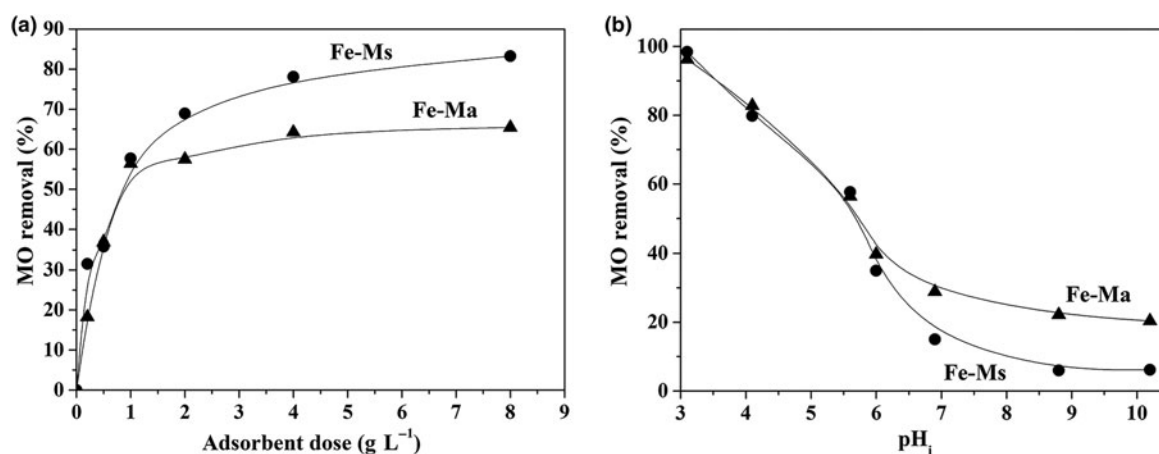 (a)
90
80
70
60
50
40
30
20
10
0
MO removal (%)
Fe-Ms
Fe-Ma
0 1 2 3 4 5 6 7 8 9
Adsorbent dose (g L⁻¹)
(b)
100
80
60
40
20
0
MO removal (%)
Fe-Ma
Fe-Ms
3 4 5 6 7 8 9 10
pHᵢ